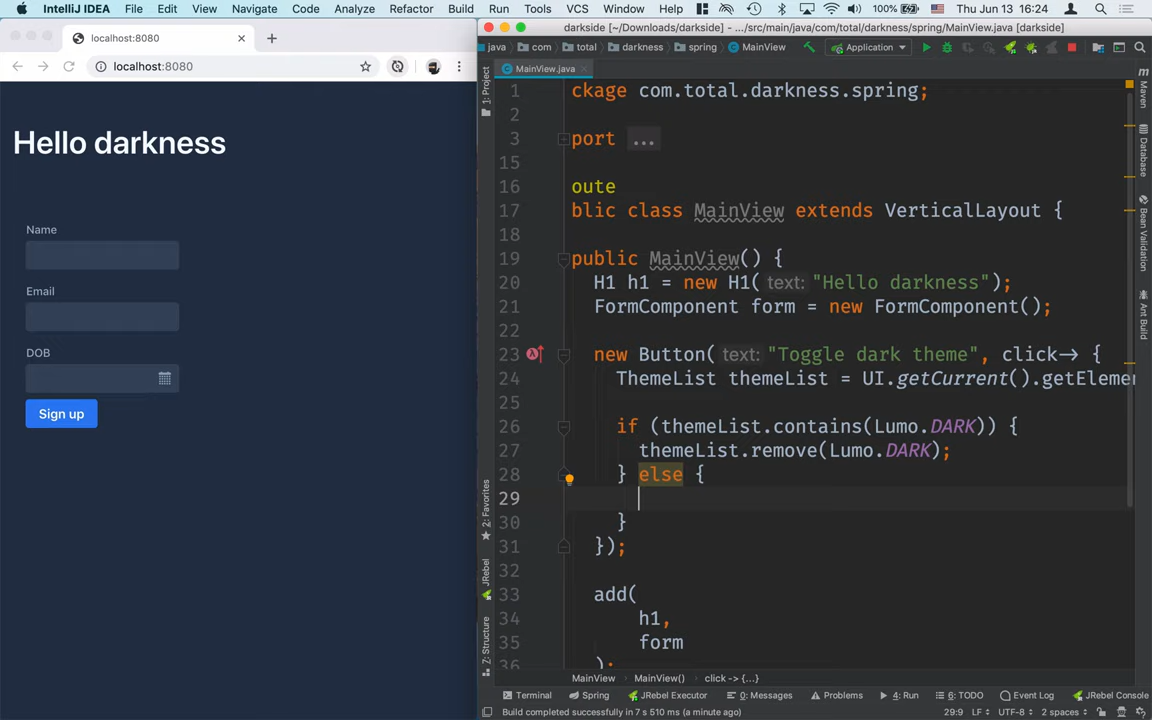 IntelliJ IDEA File Edit View Navigate Code Analyze Refactor Build Run Tools VCS Window Help 100% Thu Jun 13 16:24
localhost:8080
localhost:8080
Hello darkness
Name
Email
DOB
Sign up
darkside [~/Downloads/darkside] - .../src/main/java/com/total/darkness/spring/MainView.java [darkside]
java com total darkness spring MainView Application
MainView.java
1 ckage com.total.darkness.spring;
2
3 port ...
15
16 oute
17 blic class MainView extends VerticalLayout {
18
19 public MainView() {
20 H1 h1 = new H1( text: "Hello darkness");
21 FormComponent form = new FormComponent();
22
23 new Button( text: "Toggle dark theme", click-> {
24 ThemeList themeList = UI.getCurrent().getEleme
25
26 if (themeList.contains(Lumo.DARK)) {
27 themeList.remove(Lumo.DARK);
28 } else {
29
30 }
31 });
32
33 add(
34 h1,
35 form
36 );
1: Project
2: Favorites
JRebel
Z: Structure
m
Maven
Database
Bean Validation
Ant Build
MainView MainView() click -> {...}
Terminal Spring JRebel Executor 0: Messages Problems 4: Run 6: TODO Event Log JRebel Console
Build completed successfully in 7 s 510 ms (a minute ago) 29:9 LF UTF-8 2 spaces